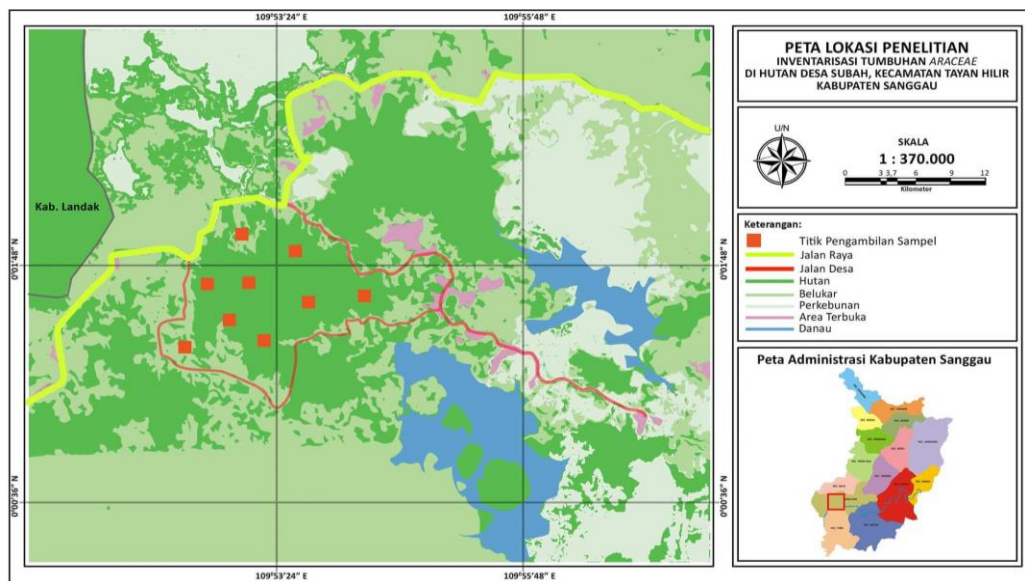 109°53'24" E
109°55'48" E
0°01'48" N
0°01'48" N
0°00'36" N
0°00'36" N
109°53'24" E
109°55'48" E
Kab. Landak
PETA LOKASI PENELITIAN
INVENTARISASI TUMBUHAN ARACEAE
DI HUTAN DESA SUBAH, KECAMATAN TAYAN HILIR
KABUPATEN SANGGAU
U/N
SKALA
1 : 370.000
0 3 3,7 6 9 12
Kilometer
Keterangan:
Titik Pengambilan Sampel
Jalan Raya
Jalan Desa
Hutan
Belukar
Perkebunan
Area Terbuka
Danau
Peta Administrasi Kabupaten Sanggau